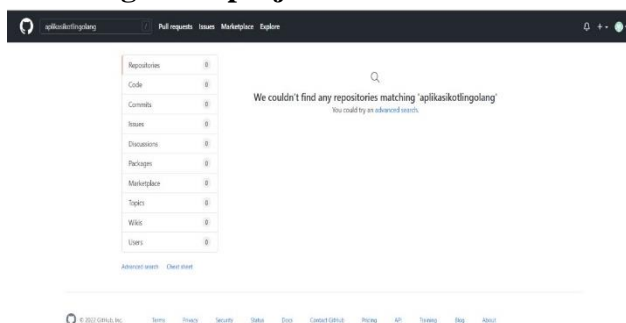 aplikasikotlingolang / Pull requests Issues Marketplace Explore
Repositories 0
Code 0
Commits 0
Issues 0
Discussions 0
Packages 0
Marketplace 0
Topics 0
Wikis 0
Users 0
Advanced search Cheat sheet
We couldn't find any repositories matching 'aplikasikotlingolang'
You could try an advanced search.
© 2022 GitHub, Inc. Terms Privacy Security Status Docs Contact GitHub Pricing API Training Blog About